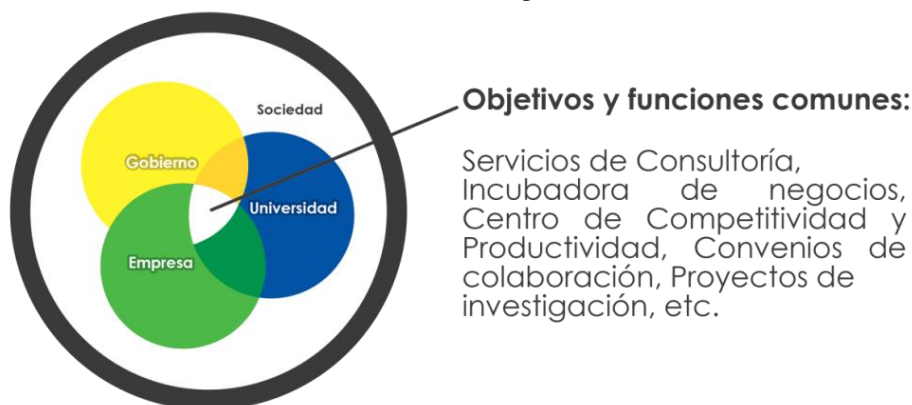 Sociedad
Gobierno
Universidad
Empresa
Objetivos y funciones comunes:
Servicios de Consultoría,
Incubadora de negocios,
Centro de Competitividad y
Productividad, Convenios de
colaboración, Proyectos de
investigación, etc.